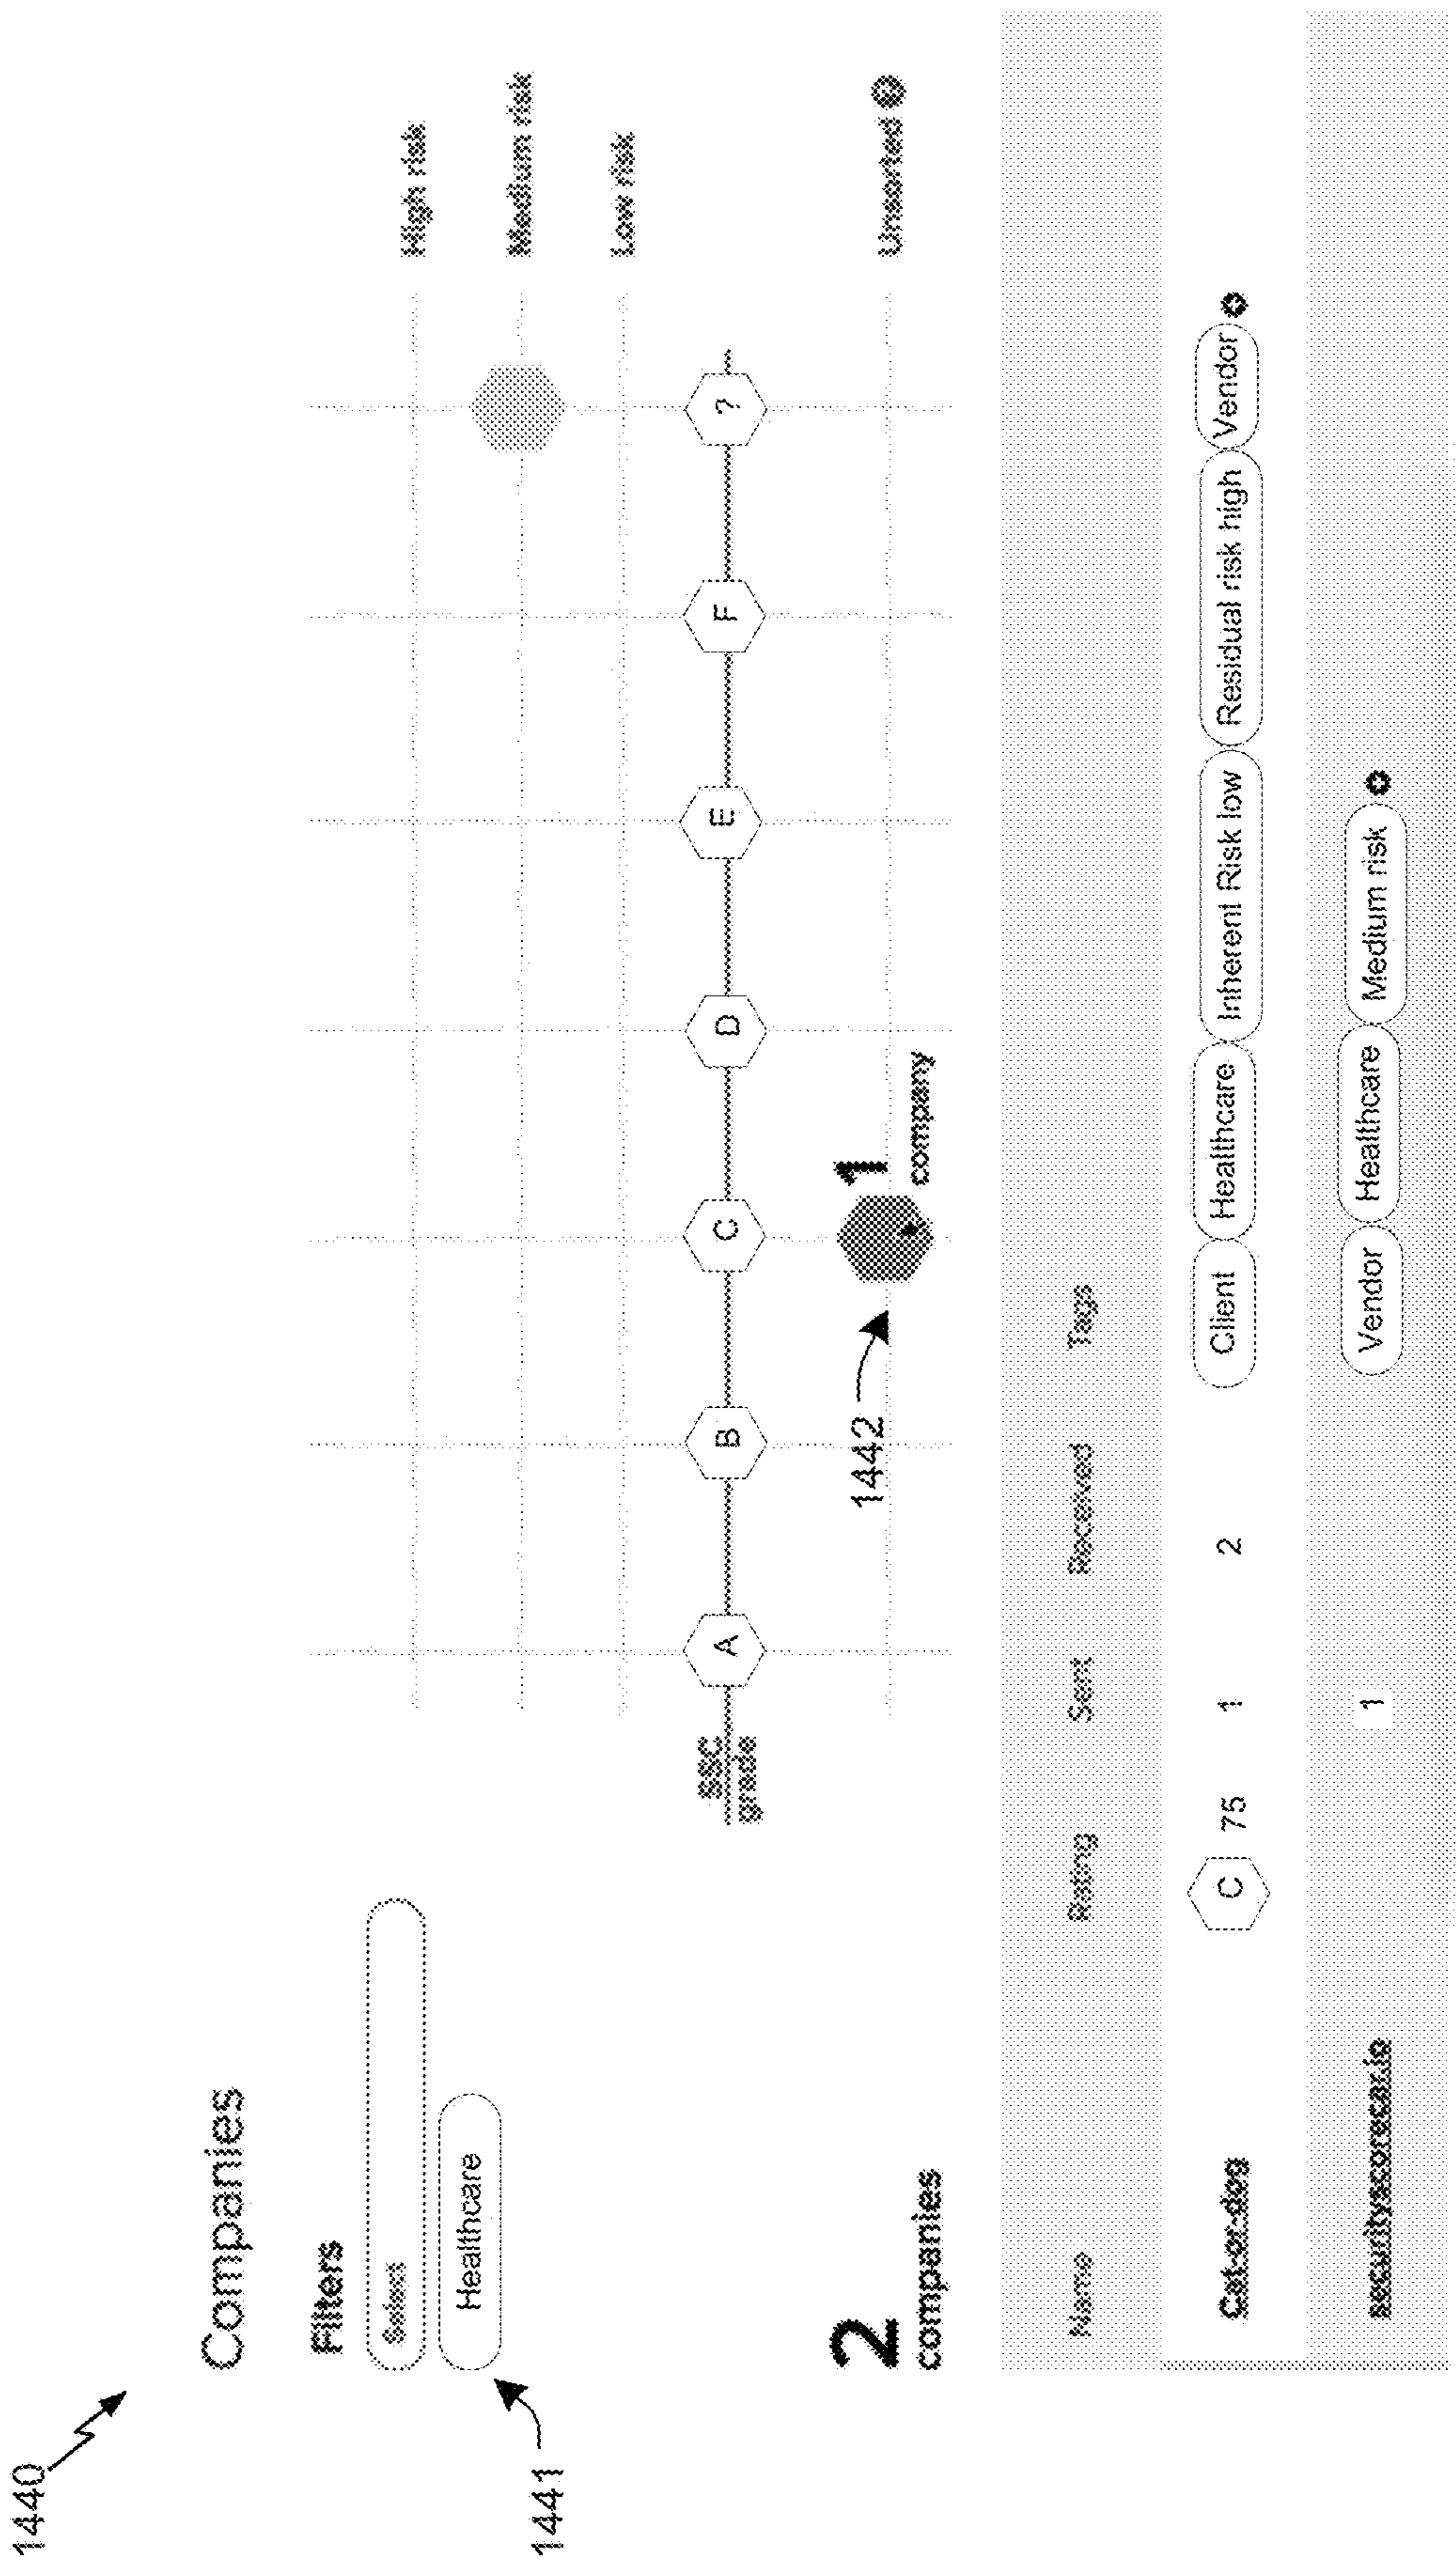 1440
Companies
Filters
Select
Healthcare
1441
High risk
Medium risk
Low risk
SSC
grade
A B C D E F ?
1442
1
company
Unsorted
2
companies
Name Rating Sent Received Tags
Cat-or-dog C 75 1 2 Client Healthcare Inherent Risk low Residual risk high Vendor
securityscorecar.io 1 Vendor Healthcare Medium risk